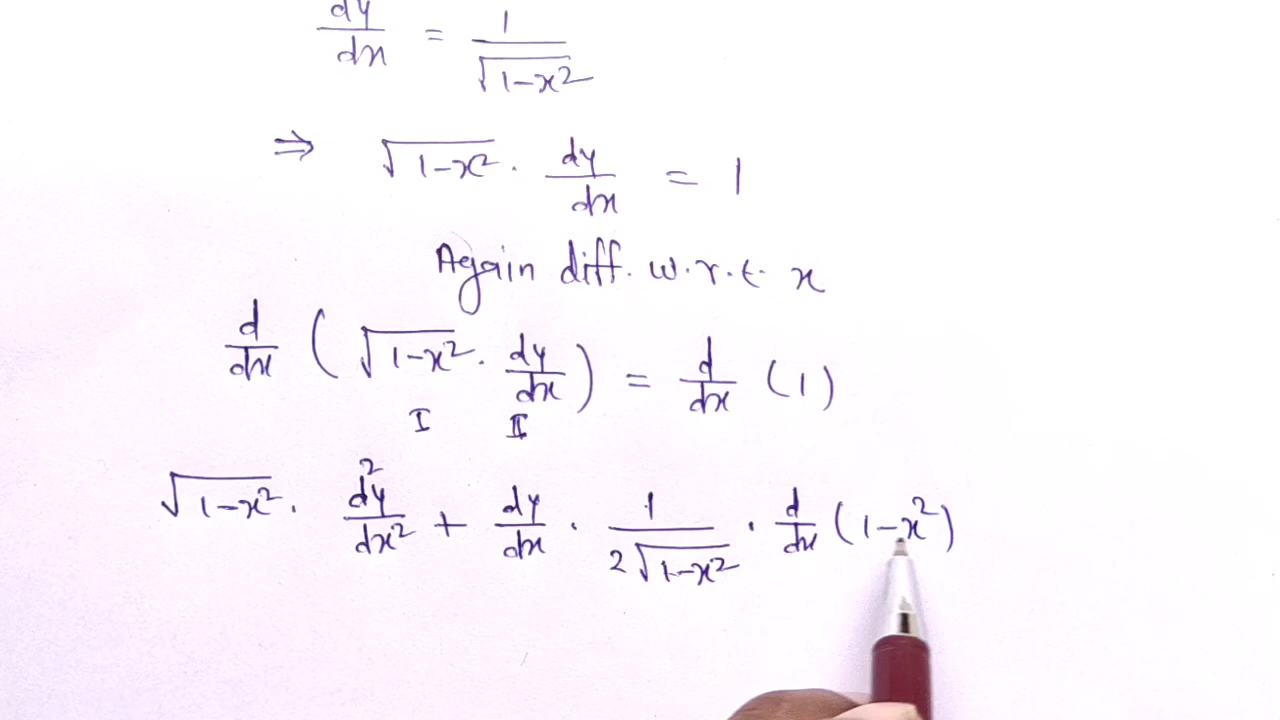 dy/dx = 1/√(1-x²)
⇒ √(1-x²) . dy/dx = 1
Again diff. w.r.t. x
d/dx ( √(1-x²) . dy/dx ) = d/dx (1)
I II
√(1-x²) . d²y/dx² + dy/dx . 1/(2√(1-x²)) . d/dx (1-x²)